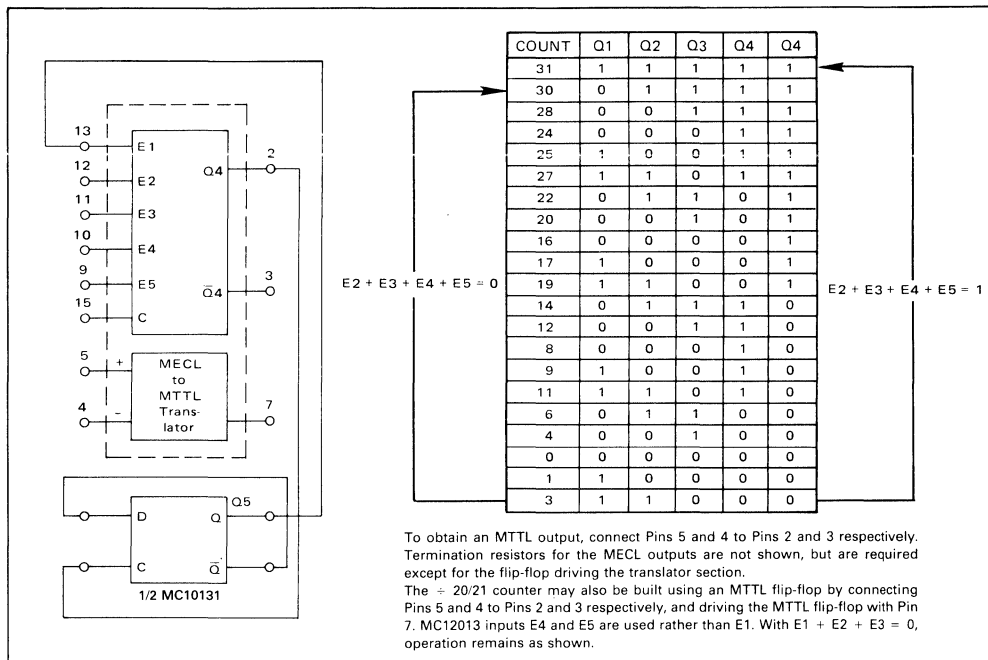 13
E1
12
E2
11
E3
10
E4
9
E5
15
C
Q4
2
Q̅4
3
5
+
4
−
MECL
to
MTTL
Trans-
lator
7
D
Q
Q5
C
Q̅
1/2 MC10131
COUNT Q1 Q2 Q3 Q4 Q4
31 1 1 1 1 1
30 0 1 1 1 1
28 0 0 1 1 1
24 0 0 0 1 1
25 1 0 0 1 1
27 1 1 0 1 1
22 0 1 1 0 1
20 0 0 1 0 1
16 0 0 0 0 1
17 1 0 0 0 1
19 1 1 0 0 1
14 0 1 1 1 0
12 0 0 1 1 0
8 0 0 0 1 0
9 1 0 0 1 0
11 1 1 0 1 0
6 0 1 1 0 0
4 0 0 1 0 0
0 0 0 0 0 0
1 1 0 0 0 0
3 1 1 0 0 0
E2 + E3 + E4 + E5 = 0
E2 + E3 + E4 + E5 = 1
To obtain an MTTL output, connect Pins 5 and 4 to Pins 2 and 3 respectively.
Termination resistors for the MECL outputs are not shown, but are required
except for the flip-flop driving the translator section.
The ÷ 20/21 counter may also be built using an MTTL flip-flop by connecting
Pins 5 and 4 to Pins 2 and 3 respectively, and driving the MTTL flip-flop with Pin
7. MC12013 inputs E4 and E5 are used rather than E1. With E1 + E2 + E3 = 0,
operation remains as shown.